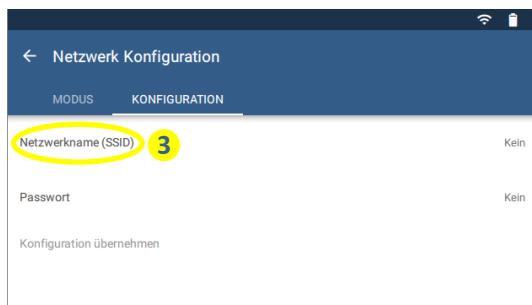 Netzwerk Konfiguration
MODUS KONFIGURATION
Netzwerkname (SSID) 3 Kein
Passwort Kein
Konfiguration übernehmen